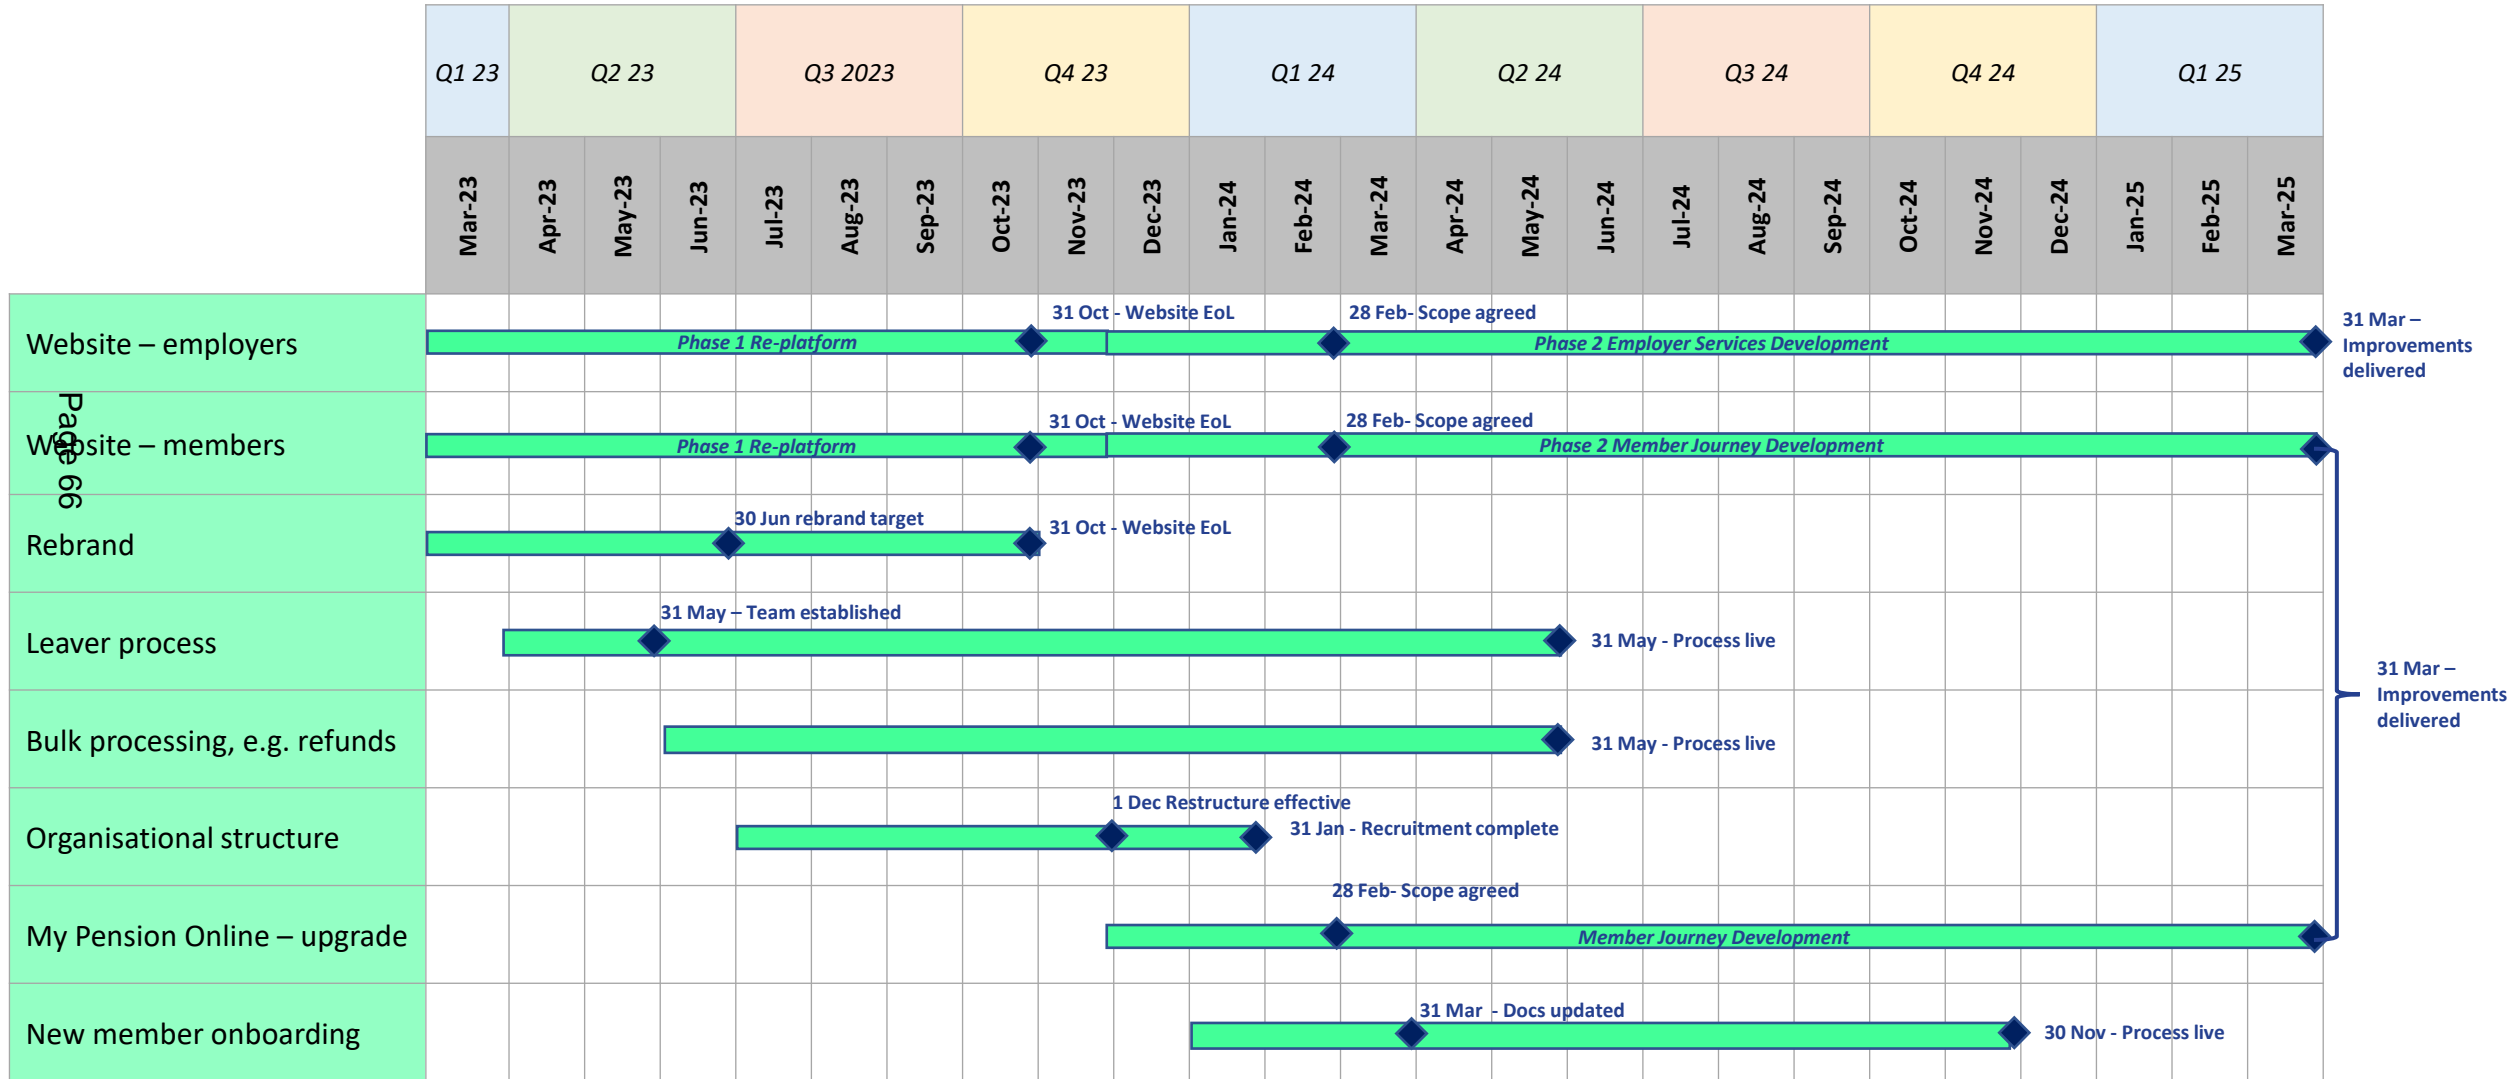 Q1 23
Q2 23
Q3 2023
Q4 23
Q1 24
Q2 24
Q3 24
Q4 24
Q1 25
Mar-23
Apr-23
May-23
Jun-23
Jul-23
Aug-23
Sep-23
Oct-23
Nov-23
Dec-23
Jan-24
Feb-24
Mar-24
Apr-24
May-24
Jun-24
Jul-24
Aug-24
Sep-24
Oct-24
Nov-24
Dec-24
Jan-25
Feb-25
Mar-25
Website – employers
31 Oct - Website EoL
28 Feb- Scope agreed
Phase 1 Re-platform
Phase 2 Employer Services Development
31 Mar –
Improvements
delivered
Page 66
Website – members
31 Oct - Website EoL
28 Feb- Scope agreed
Phase 1 Re-platform
Phase 2 Member Journey Development
Rebrand
30 Jun rebrand target
31 Oct - Website EoL
Leaver process
31 May – Team established
31 May - Process live
31 Mar –
Improvements
delivered
Bulk processing, e.g. refunds
31 May - Process live
Organisational structure
1 Dec Restructure effective
31 Jan - Recruitment complete
My Pension Online – upgrade
28 Feb- Scope agreed
Member Journey Development
New member onboarding
31 Mar  - Docs updated
30 Nov - Process live